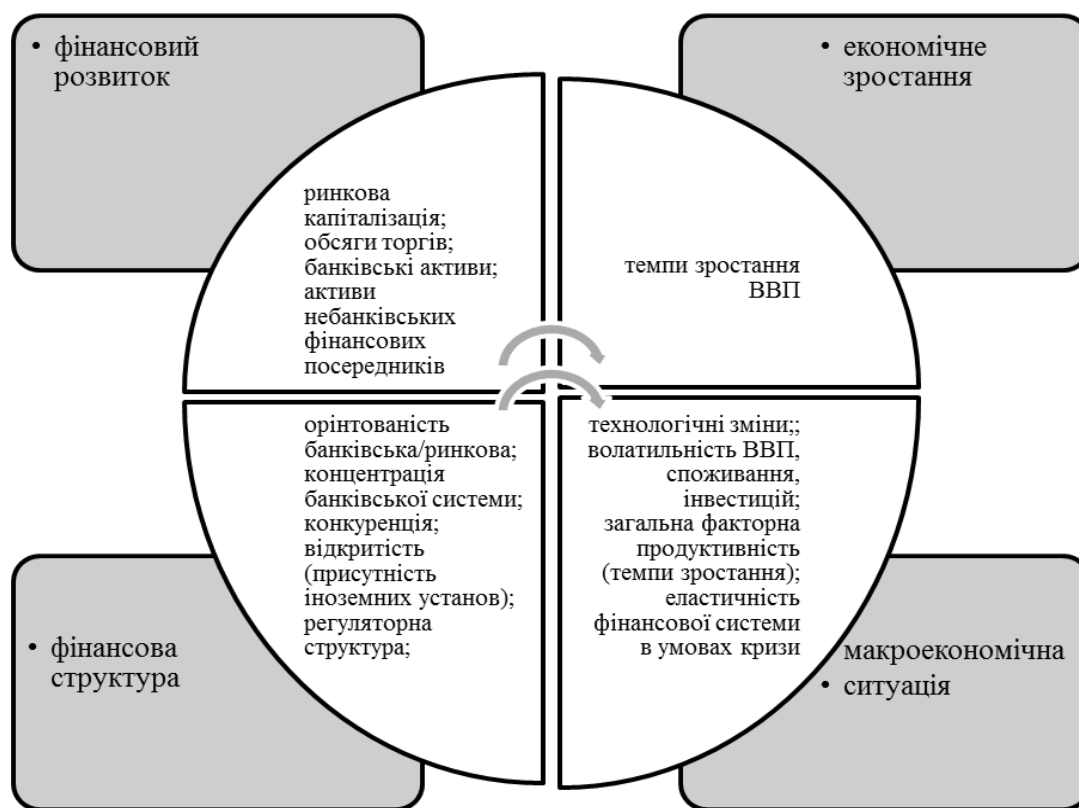 • фінансовий
розвиток
• економічне
зростання
ринкова
капіталізація;
обсяги торгів;
банківські активи;
активи
небанківських
фінансових
посередників
темпи зростання
ВВП
орінтованість
банківська/ринкова;
концентрація
банківської системи;
конкуренція;
відкритість
(присутність
іноземних установ);
регуляторна
структура;
технологічні зміни;;
волатильність ВВП,
споживання,
інвестицій;
загальна факторна
продуктивність
(темпи зростання);
еластичність
фінансової системи
в умовах кризи
• фінансова
структура
макроекономічна
• ситуація